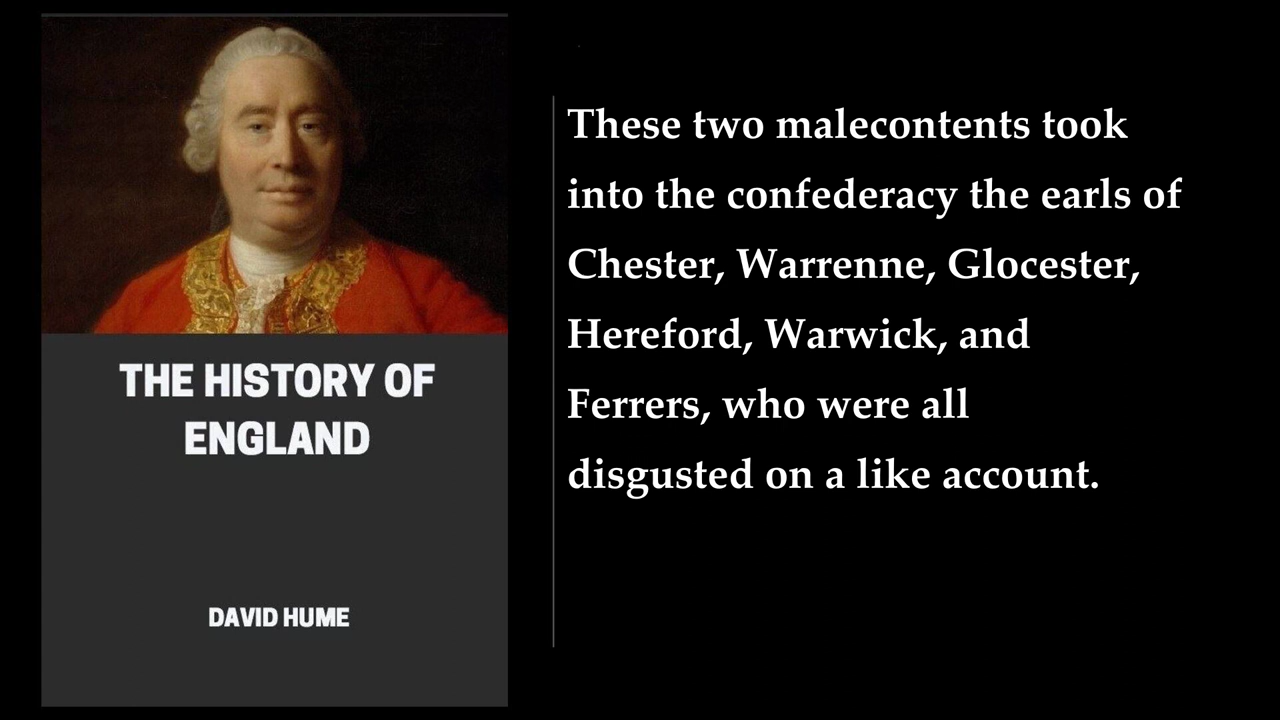 THE HISTORY OF
ENGLAND
DAVID HUME
These two malecontents took
into the confederacy the earls of
Chester, Warrenne, Glocester,
Hereford, Warwick, and
Ferrers, who were all
disgusted on a like account.